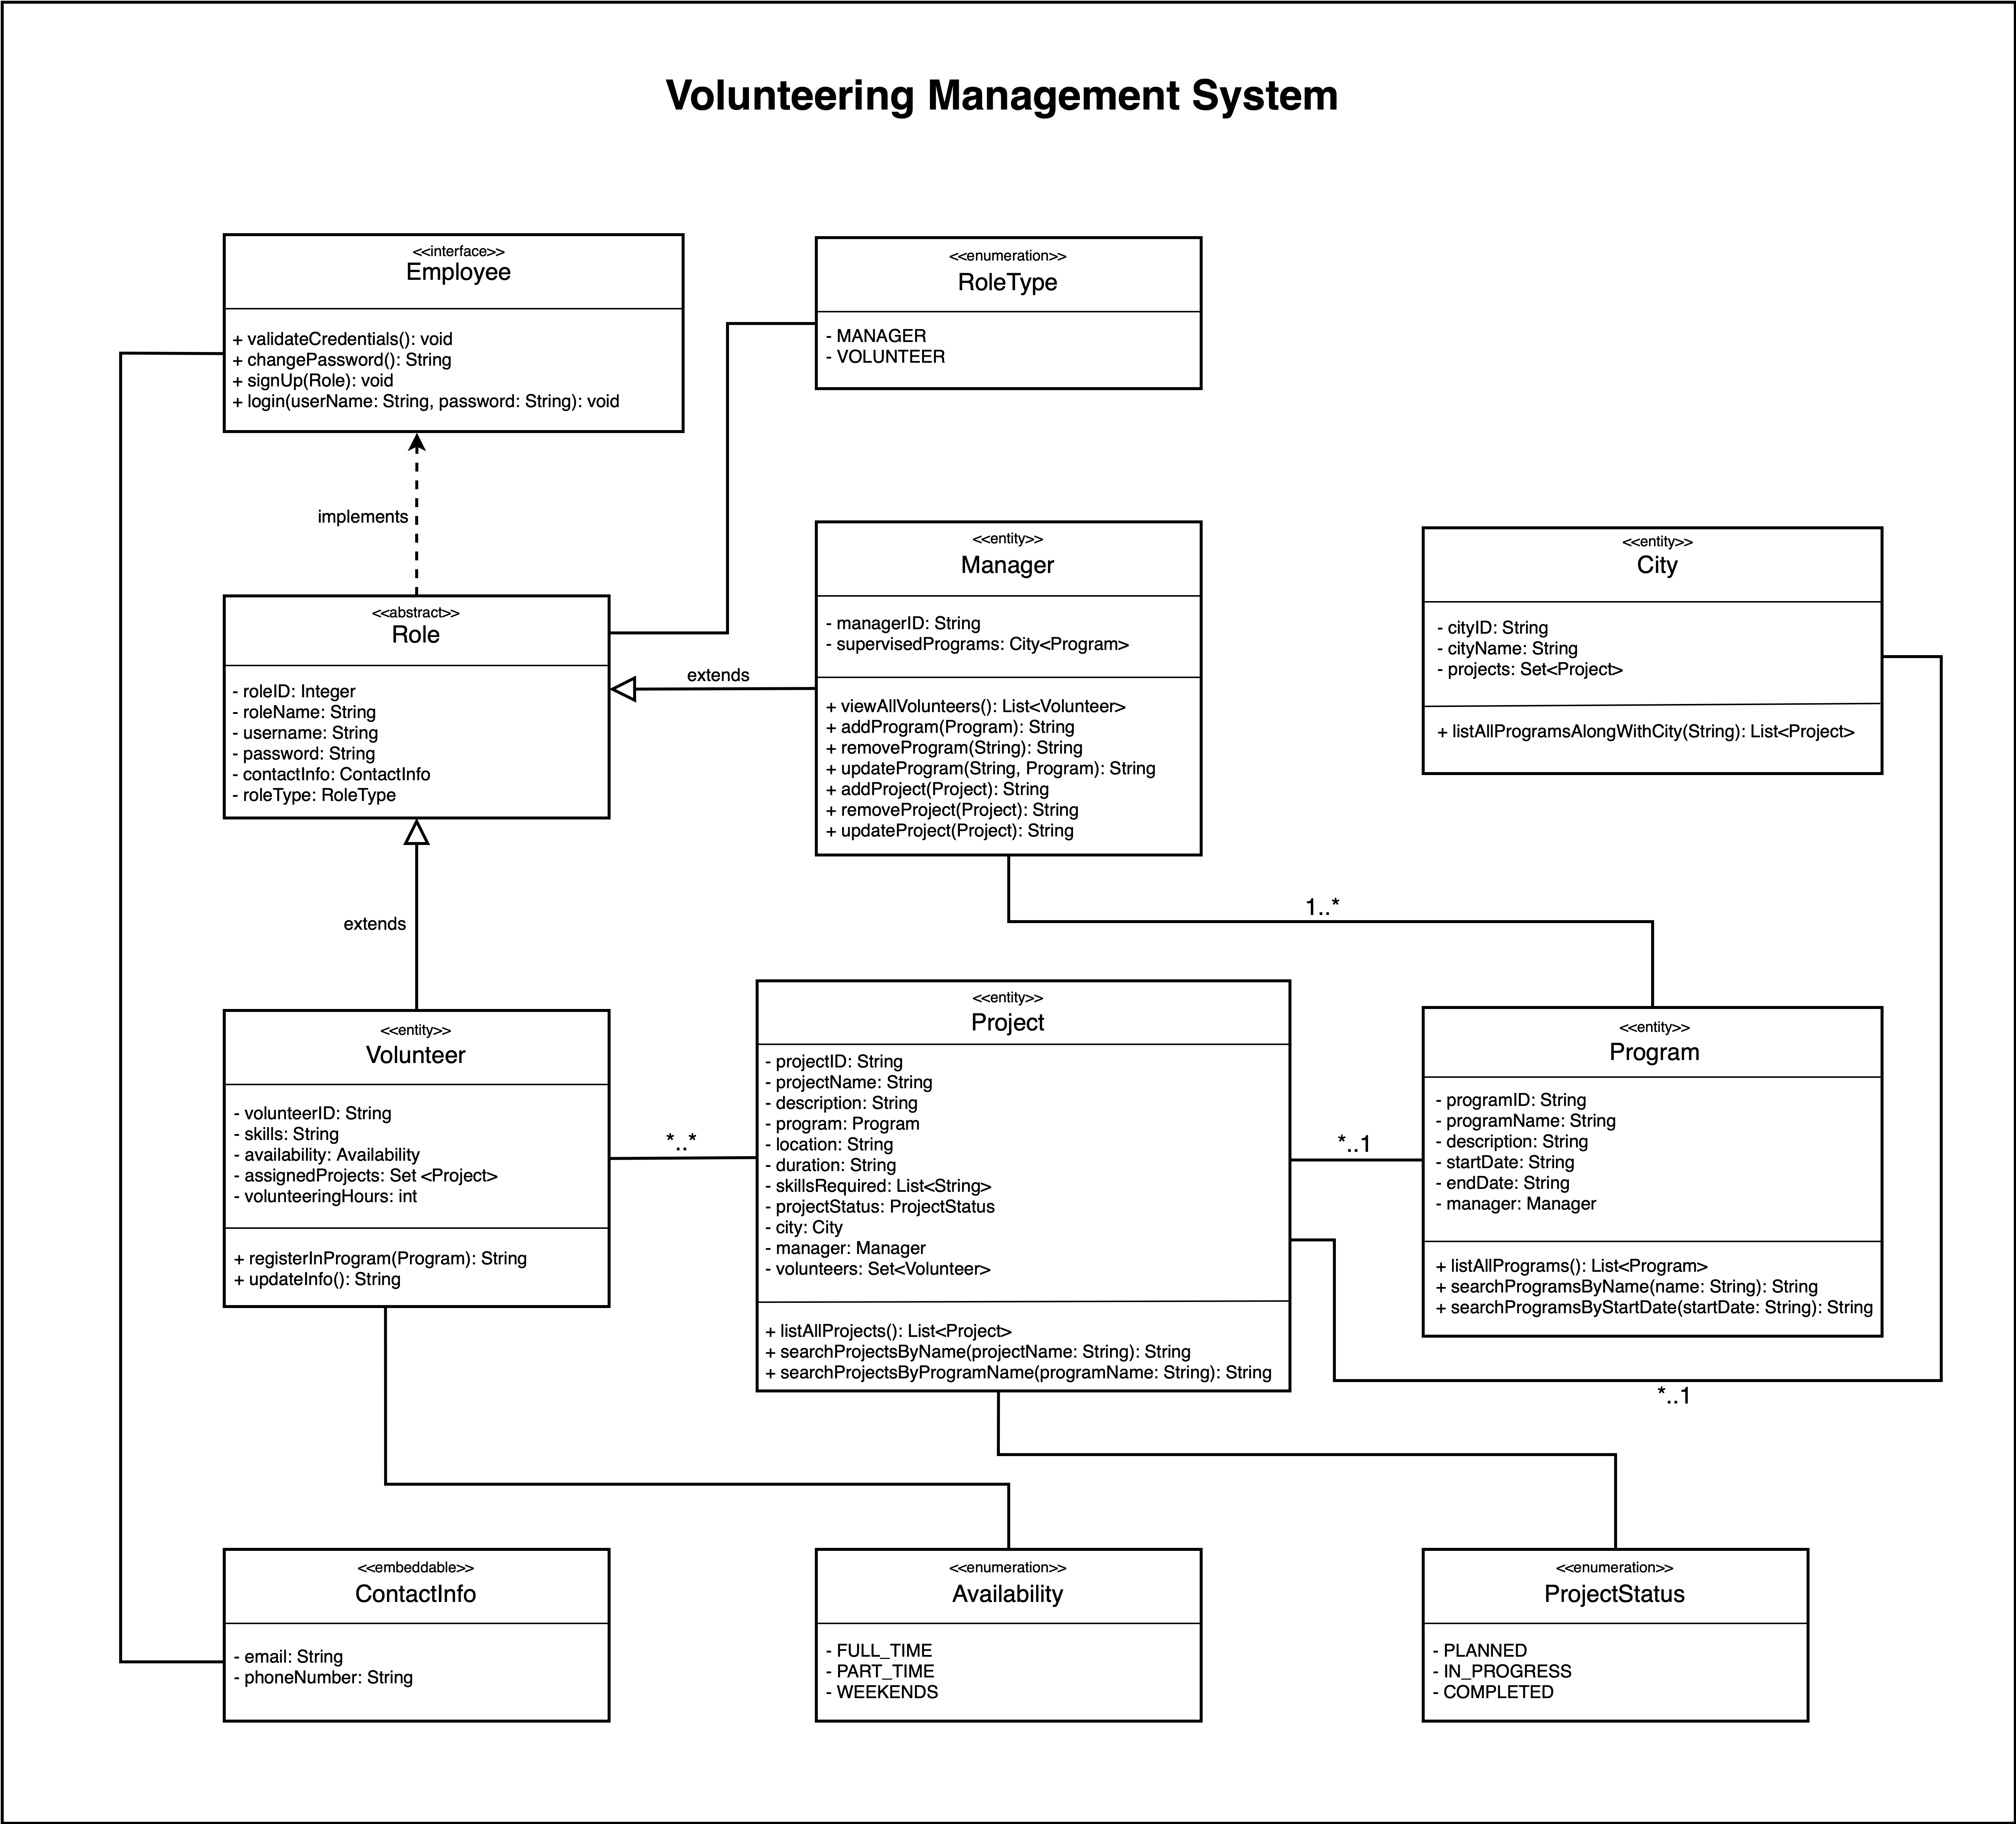 Volunteering Management System
<<interface>>
Employee
+ validateCredentials(): void
+ changePassword(): String
+ signUp(Role): void
+ login(userName: String, password: String): void
<<enumeration>>
RoleType
- MANAGER
- VOLUNTEER
implements
<<abstract>>
Role
- roleID: Integer
- roleName: String
- username: String
- password: String
- contactInfo: ContactInfo
- roleType: RoleType
extends
<<entity>>
Manager
- managerID: String
- supervisedPrograms: City<Program>
+ viewAllVolunteers(): List<Volunteer>
+ addProgram(Program): String
+ removeProgram(String): String
+ updateProgram(String, Program): String
+ addProject(Project): String
+ removeProject(Project): String
+ updateProject(Project): String
<<entity>>
City
- cityID: String
- cityName: String
- projects: Set<Project>
+ listAllProgramsAlongWithCity(String): List<Project>
extends
1..*
<<entity>>
Volunteer
- volunteerID: String
- skills: String
- availability: Availability
- assignedProjects: Set <Project>
- volunteeringHours: int
+ registerInProgram(Program): String
+ updateInfo(): String
*..*
<<entity>>
Project
- projectID: String
- projectName: String
- description: String
- program: Program
- location: String
- duration: String
- skillsRequired: List<String>
- projectStatus: ProjectStatus
- city: City
- manager: Manager
- volunteers: Set<Volunteer>
+ listAllProjects(): List<Project>
+ searchProjectsByName(projectName: String): String
+ searchProjectsByProgramName(programName: String): String
*..1
<<entity>>
Program
- programID: String
- programName: String
- description: String
- startDate: String
- endDate: String
- manager: Manager
+ listAllPrograms(): List<Program>
+ searchProgramsByName(name: String): String
+ searchProgramsByStartDate(startDate: String): String
*..1
<<embeddable>>
ContactInfo
- email: String
- phoneNumber: String
<<enumeration>>
Availability
- FULL_TIME
- PART_TIME
- WEEKENDS
<<enumeration>>
ProjectStatus
- PLANNED
- IN_PROGRESS
- COMPLETED